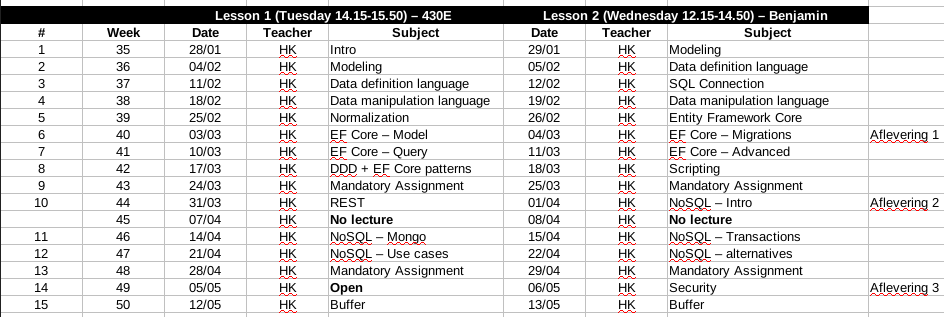 Lesson 1 (Tuesday 14.15-15.50) – 430E Lesson 2 (Wednesday 12.15-14.50) – Benjamin
# Week Date Teacher Subject Date Teacher Subject
1 35 28/01 HK Intro 29/01 HK Modeling
2 36 04/02 HK Modeling 05/02 HK Data definition language
3 37 11/02 HK Data definition language 12/02 HK SQL Connection
4 38 18/02 HK Data manipulation language 19/02 HK Data manipulation language
5 39 25/02 HK Normalization 26/02 HK Entity Framework Core
6 40 03/03 HK EF Core – Model 04/03 HK EF Core – Migrations Aflevering 1
7 41 10/03 HK EF Core – Query 11/03 HK EF Core – Advanced
8 42 17/03 HK DDD + EF Core patterns 18/03 HK Scripting
9 43 24/03 HK Mandatory Assignment 25/03 HK Mandatory Assignment
10 44 31/03 HK REST 01/04 HK NoSQL – Intro Aflevering 2
45 07/04 HK No lecture 08/04 HK No lecture
11 46 14/04 HK NoSQL – Mongo 15/04 HK NoSQL – Transactions
12 47 21/04 HK NoSQL – Use cases 22/04 HK NoSQL – alternatives
13 48 28/04 HK Mandatory Assignment 29/04 HK Mandatory Assignment
14 49 05/05 HK Open 06/05 HK Security Aflevering 3
15 50 12/05 HK Buffer 13/05 HK Buffer